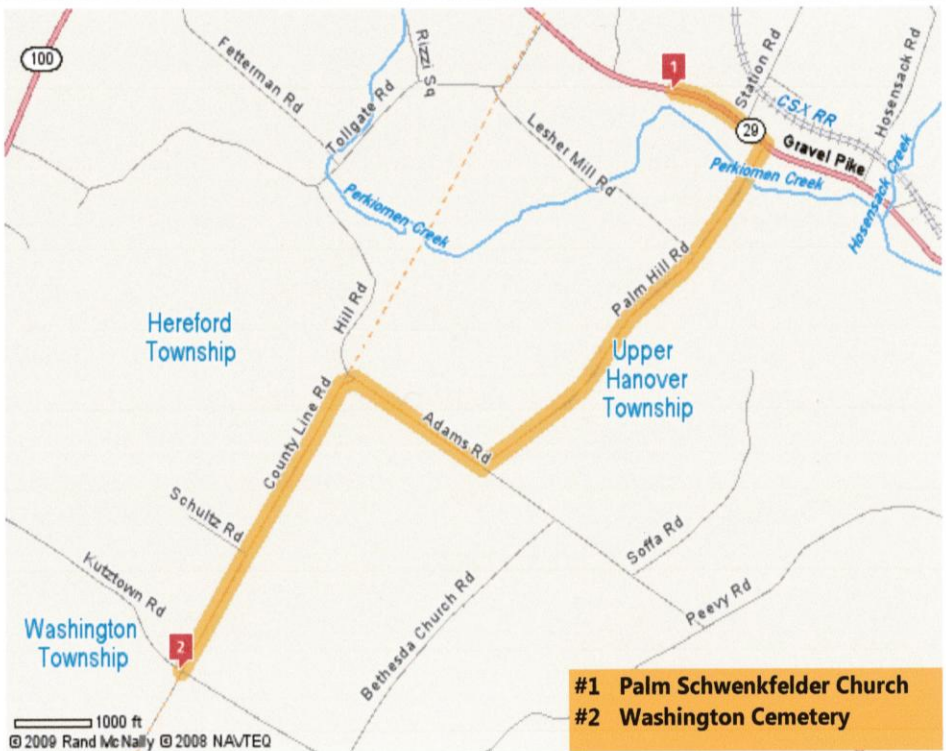 100
Fetterman Rd
Rizzi Sq
Tollgate Rd
1
Station Rd
Hosensack Rd
CSX RR
29
Gravel Pike
Lesher Mill Rd
Perkiomen Creek
Perkiomen Creek
Hosensack Creek
Hill Rd
Palm Hill Rd
Hereford
Township
Upper
Hanover
Township
County Line Rd
Adams Rd
Schultz Rd
Kutztown Rd
Soffa Rd
Peevy Rd
Bethesda Church Rd
Washington
Township
2
#1 Palm Schwenkfelder Church
#2 Washington Cemetery
1000 ft
© 2009 Rand McNally © 2008 NAVTEQ